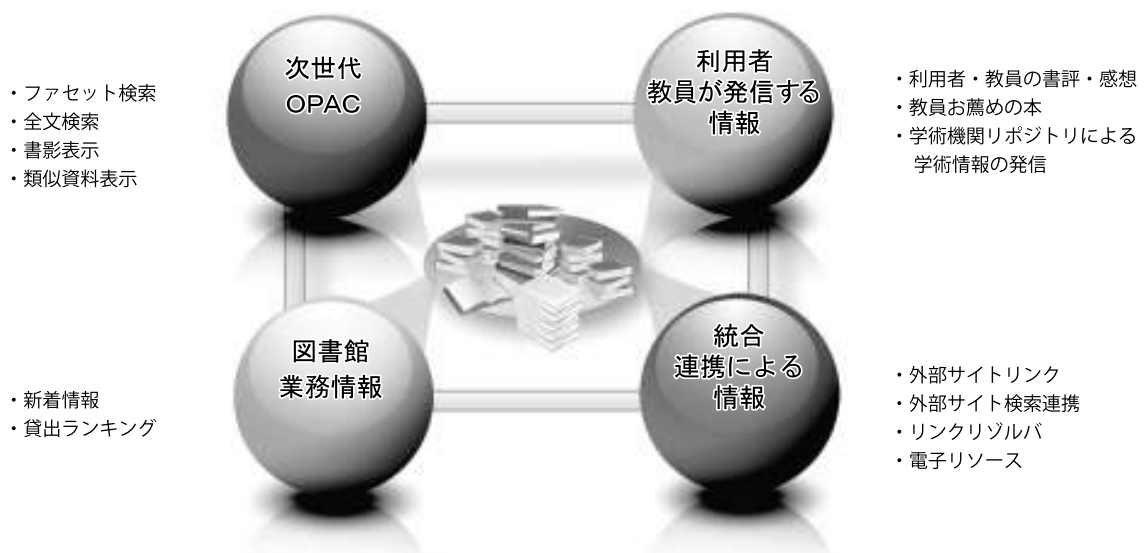 次世代
OPAC
・ファセット検索
・全文検索
・書影表示
・類似資料表示
利用者
教員が発信する
情報
・利用者・教員の書評・感想
・教員お薦めの本
・学術機関リポジトリによる
学術情報の発信
図書館
業務情報
・新着情報
・貸出ランキング
統合
連携による
情報
・外部サイトリンク
・外部サイト検索連携
・リンクリゾルバ
・電子リソース